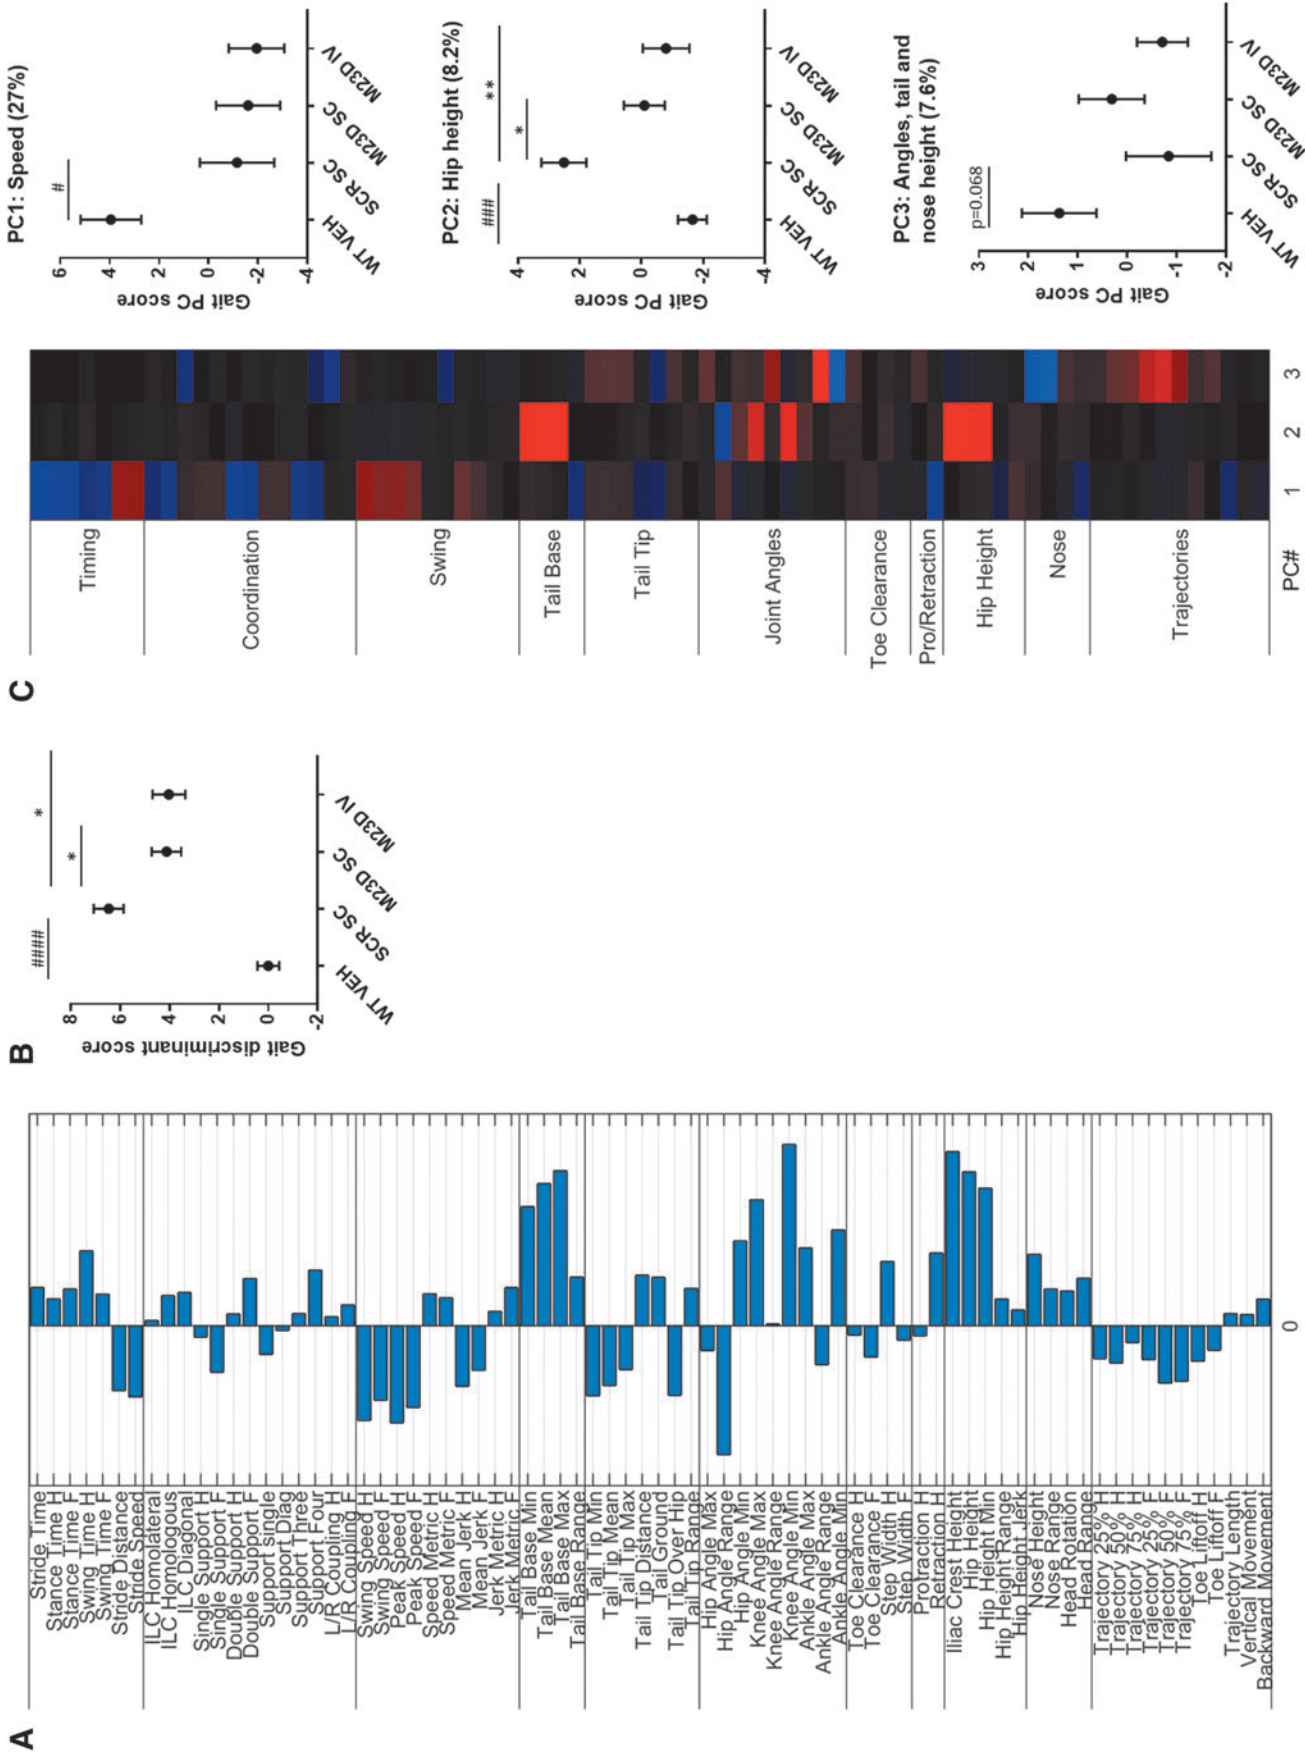 A
Stride Time
Stance Time H
Stance Time F
Swing Time H
Swing Time F
Stride Distance
Stride Speed
ILC Homolateral
ILC Homologous
ILC Diagonal
Single Support H
Single Support F
Double Support H
Double Support F
Support single
Support Diag
Support Three
Support Four
L/R Coupling H
L/R Coupling F
Swing Speed H
Swing Speed F
Peak Speed H
Peak Speed F
Speed Metric H
Speed Metric F
Mean Jerk H
Mean Jerk F
Jerk Metric H
Jerk Metric F
Tail Base Min
Tail Base Mean
Tail Base Max
Tail Base Range
Tail Tip Min
Tail Tip Mean
Tail Tip Max
Tail Tip Distance
Tail Ground
Tail Tip Over Hip
Tail Tip Range
Hip Angle Max
Hip Angle Range
Hip Angle Min
Knee Angle Max
Knee Angle Range
Knee Angle Min
Ankle Angle Max
Ankle Angle Range
Ankle Angle Min
Toe Clearance H
Toe Clearance F
Step Width H
Step Width F
Protraction H
Retraction H
Iliac Crest Height
Hip Height
Hip Height Min
Hip Height Range
Hip Height Jerk
Nose Height
Nose Range
Head Rotation
Head Range
Trajectory 25% H
Trajectory 50% H
Trajectory 75% H
Trajectory 25% F
Trajectory 50% F
Trajectory 75% F
Toe Liftoff H
Toe Liftoff F
Trajectory Length
Vertical Movement
Backward Movement
0
B
Gait discriminant score
8
6
4
2
0
-2
####
*
*
WT VEH
SCR SC
M23D SC
M23D IV
C
Timing
Coordination
Swing
Tail Base
Tail Tip
Joint Angles
Toe Clearance
Pro/Retraction
Hip Height
Nose
Trajectories
PC#
1
2
3
PC1: Speed (27%)
Gait PC score
6
4
2
0
-2
-4
#
WT VEH
SCR SC
M23D SC
M23D IV
PC2: Hip height (8.2%)
Gait PC score
4
2
0
-2
-4
###
*
**
WT VEH
SCR SC
M23D SC
M23D IV
PC3: Angles, tail and
nose height (7.6%)
Gait PC score
3
2
1
0
-1
-2
p=0.068
WT VEH
SCR SC
M23D SC
M23D IV